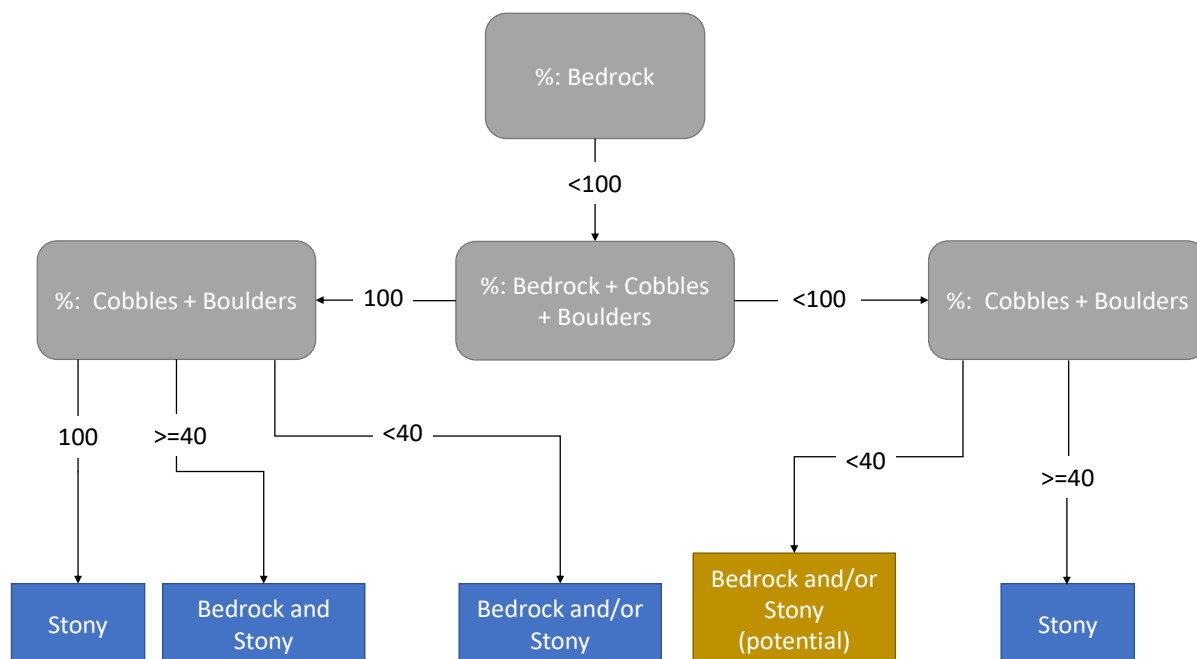 %: Bedrock
<100
%:  Cobbles + Boulders
100
%: Bedrock + Cobbles
+ Boulders
<100
%:  Cobbles + Boulders
100
>=40
<40
<40
>=40
Stony
Bedrock and
Stony
Bedrock and/or
Stony
Bedrock and/or
Stony
(potential)
Stony